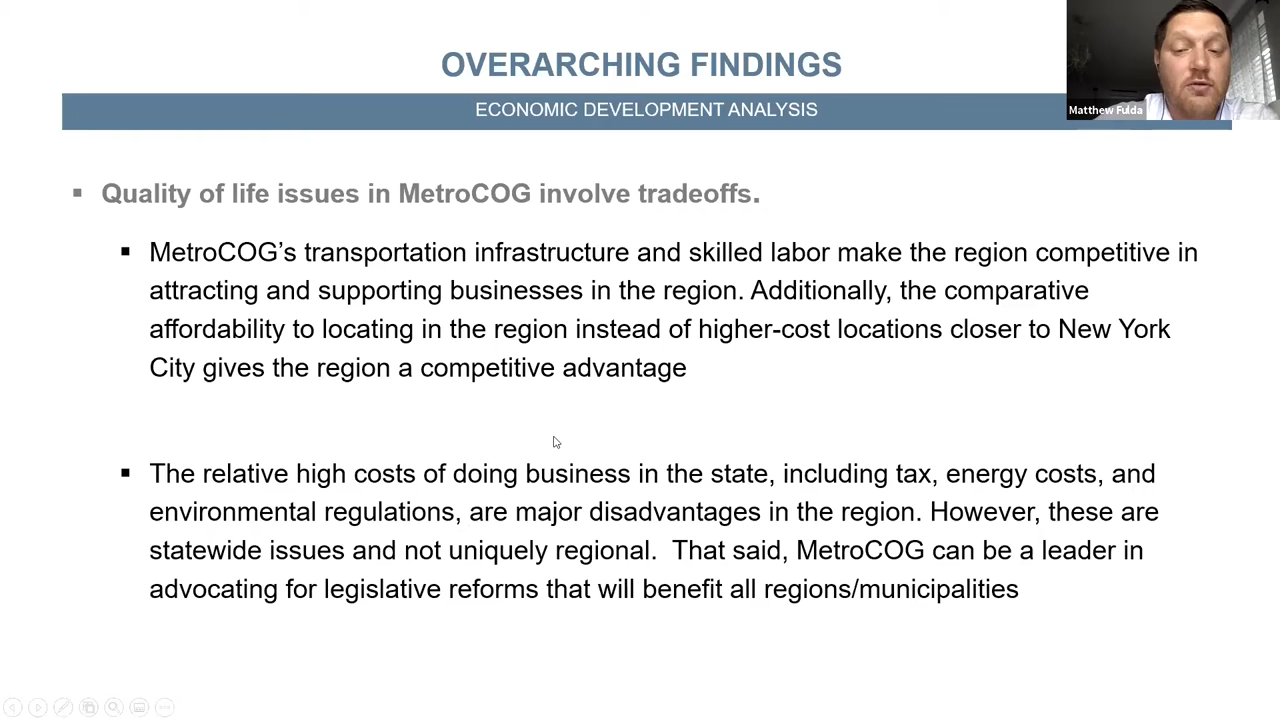 OVERARCHING FINDINGS
ECONOMIC DEVELOPMENT ANALYSIS
Matthew Fulda
▪ Quality of life issues in MetroCOG involve tradeoffs.
▪ MetroCOG’s transportation infrastructure and skilled labor make the region competitive in
attracting and supporting businesses in the region. Additionally, the comparative
affordability to locating in the region instead of higher-cost locations closer to New York
City gives the region a competitive advantage
▪ The relative high costs of doing business in the state, including tax, energy costs, and
environmental regulations, are major disadvantages in the region. However, these are
statewide issues and not uniquely regional.  That said, MetroCOG can be a leader in
advocating for legislative reforms that will benefit all regions/municipalities